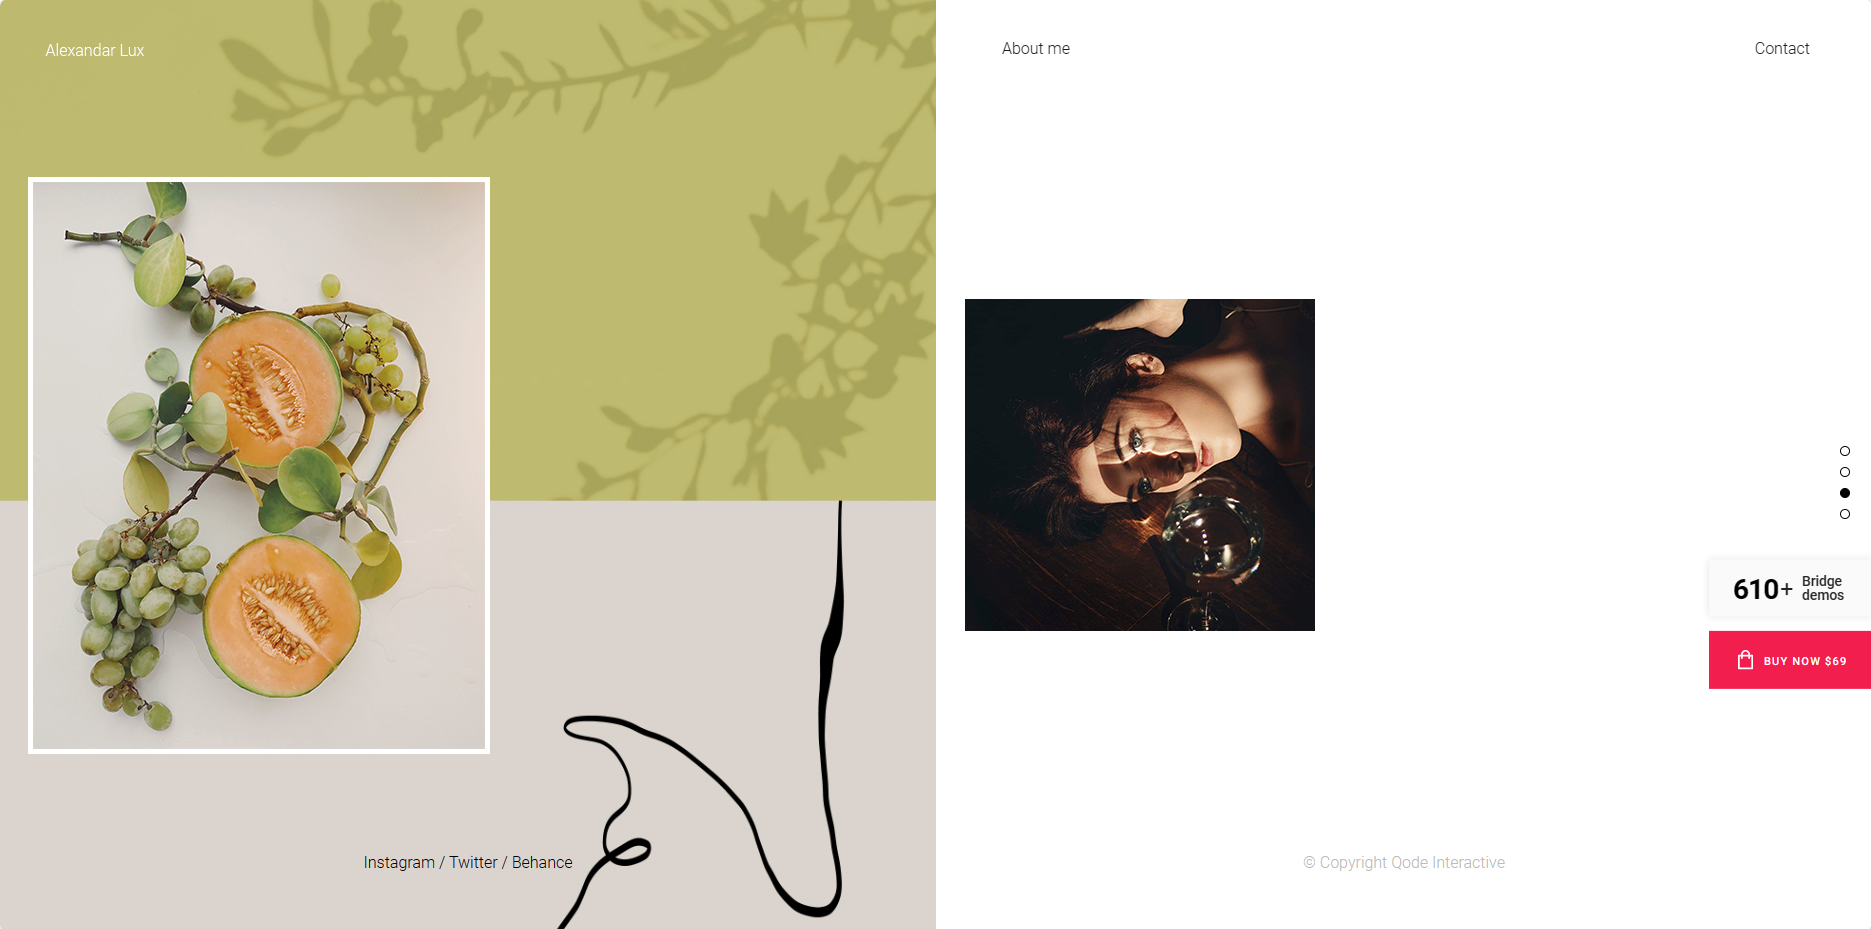 Alexandar Lux
About me
Contact
610+ Bridge
demos
BUY NOW $69
Instagram / Twitter / Behance
© Copyright Qode Interactive